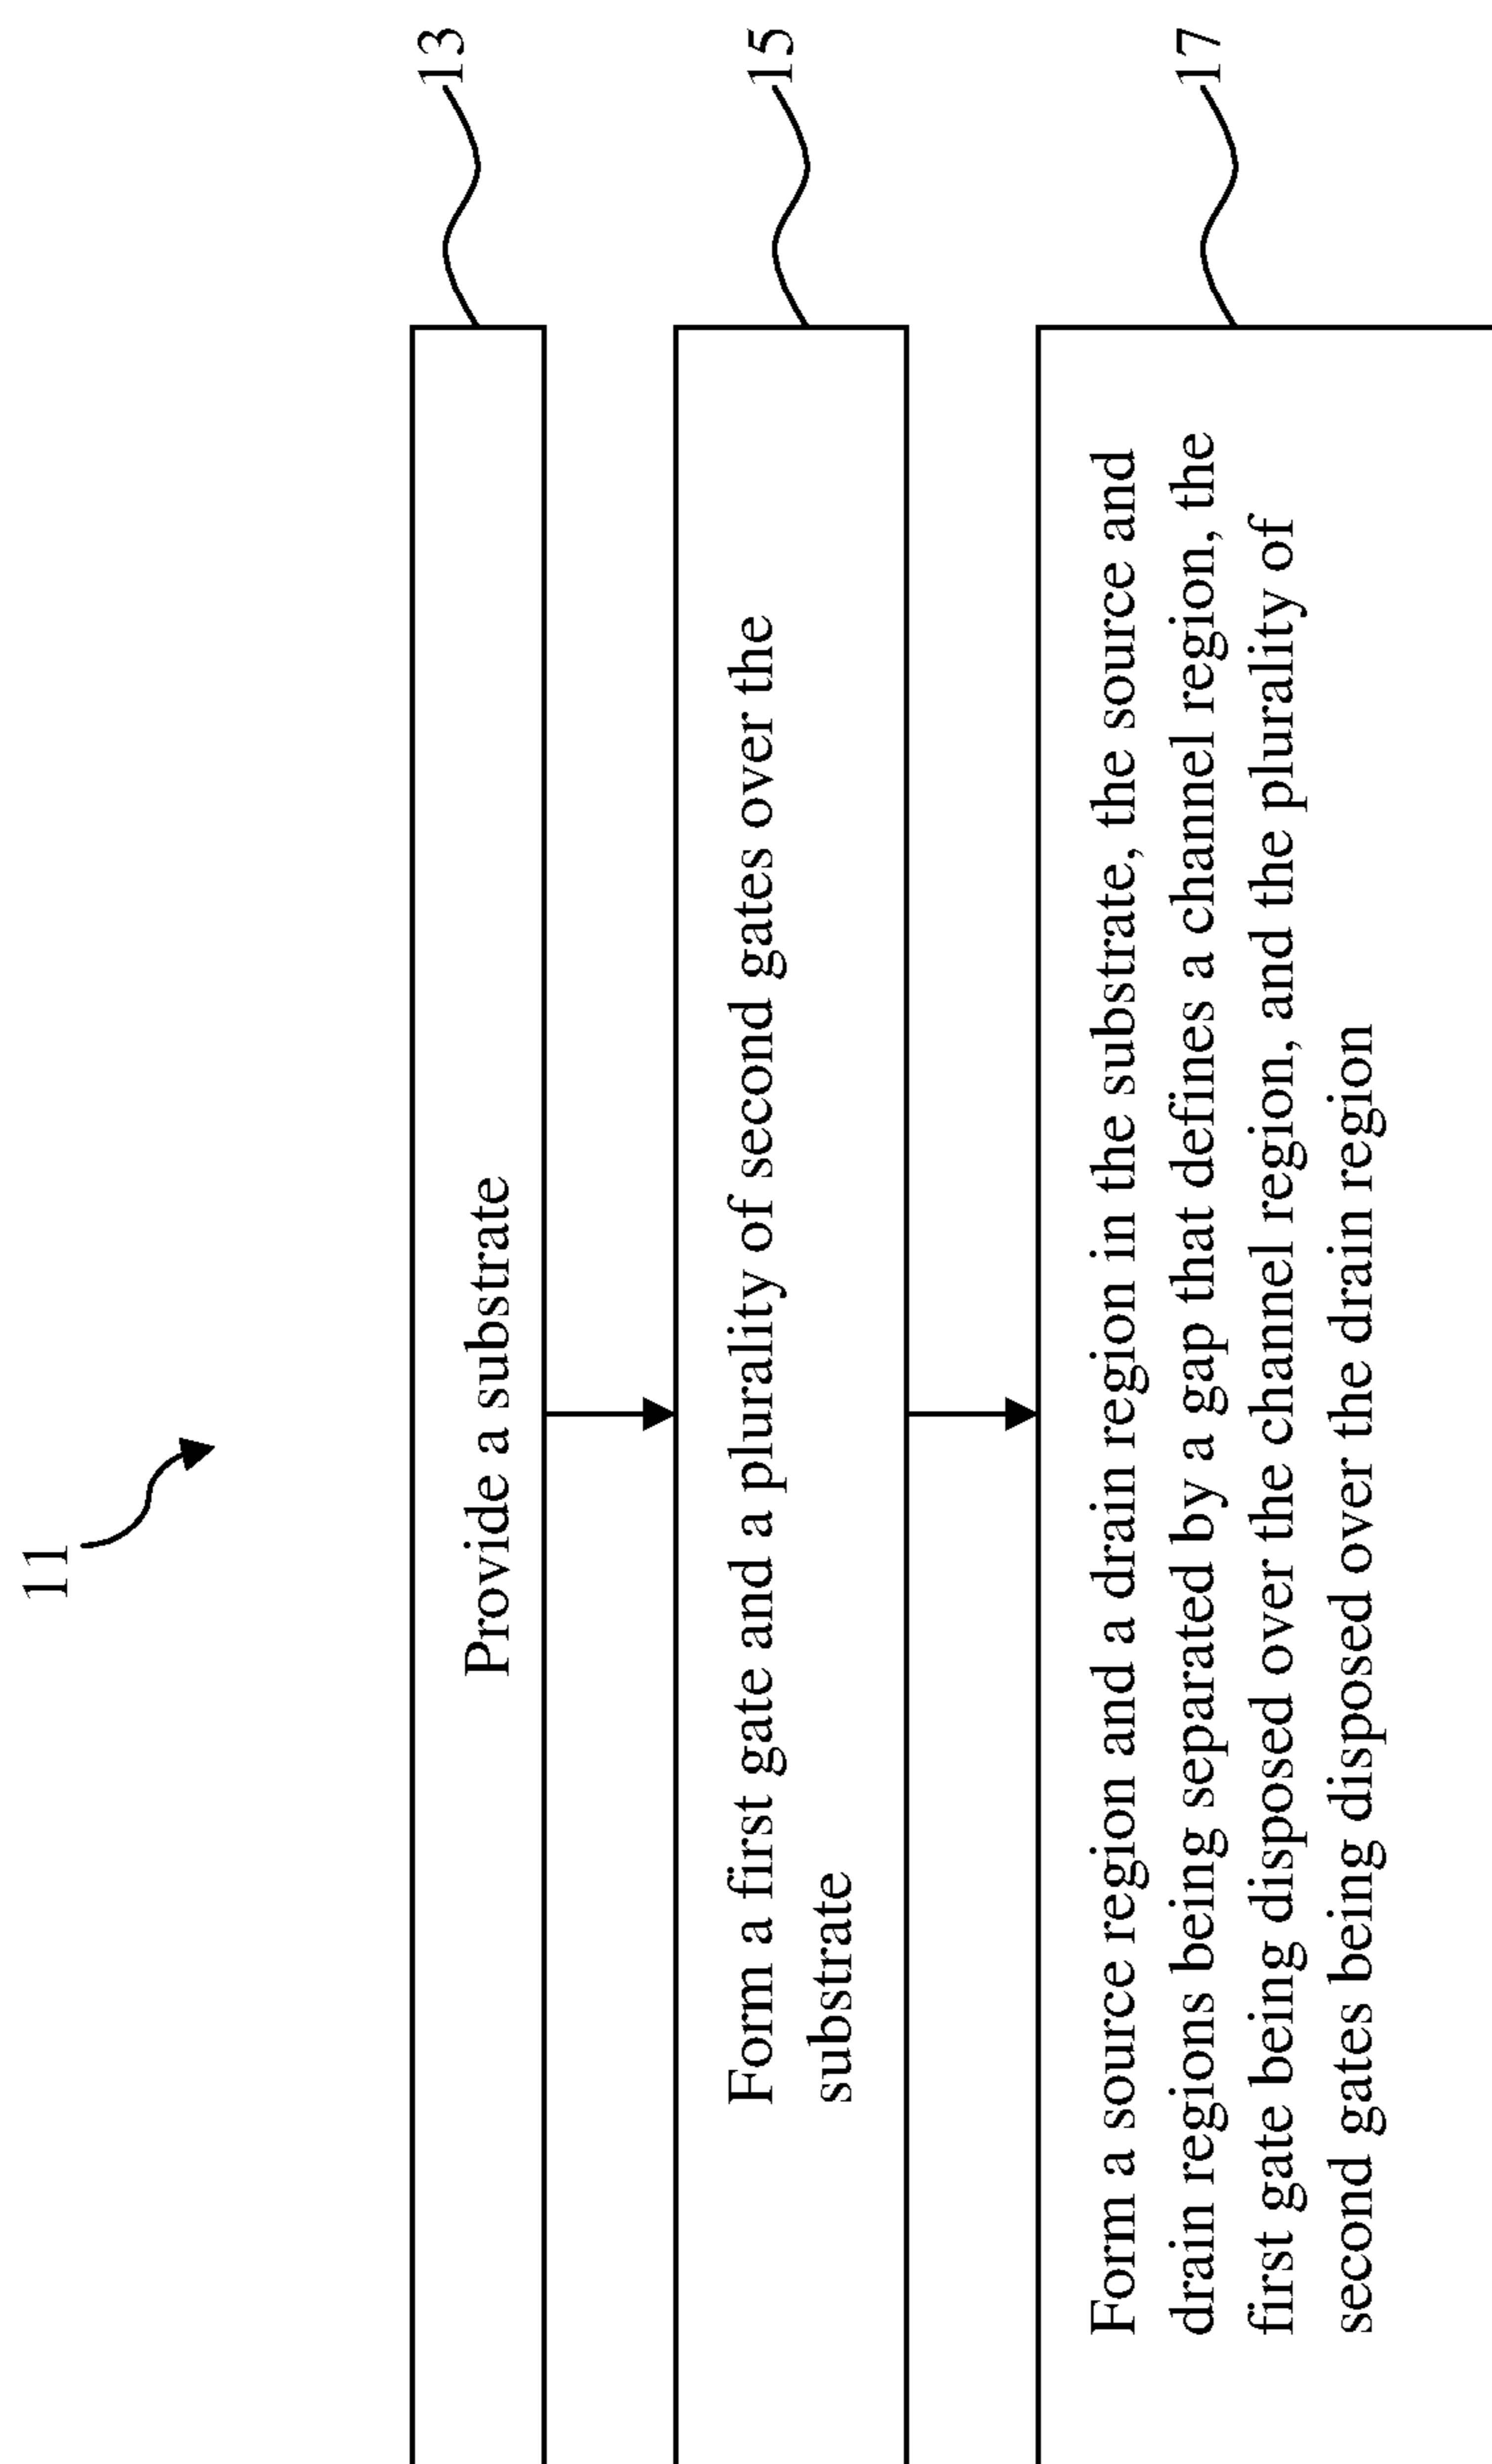 11
Provide a substrate
13
Form a first gate and a plurality of second gates over the
substrate
15
Form a source region and a drain region in the substrate, the source and
drain regions being separated by a gap that defines a channel region, the
first gate being disposed over the channel region, and the plurality of
second gates being disposed over the drain region
17